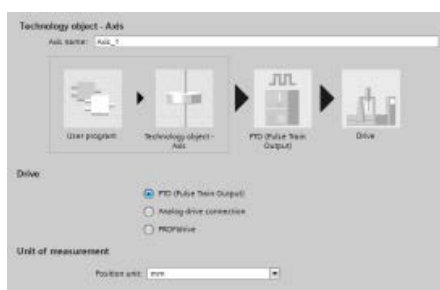 Technology object - Axis
Axis name: Axis_1
User program
Technology object -
Axis
PTO (Pulse Train
Output)
Drive
Drive
PTO (Pulse Train Output)
Analog drive connection
PROFIdrive
Unit of measurement
Position unit: mm